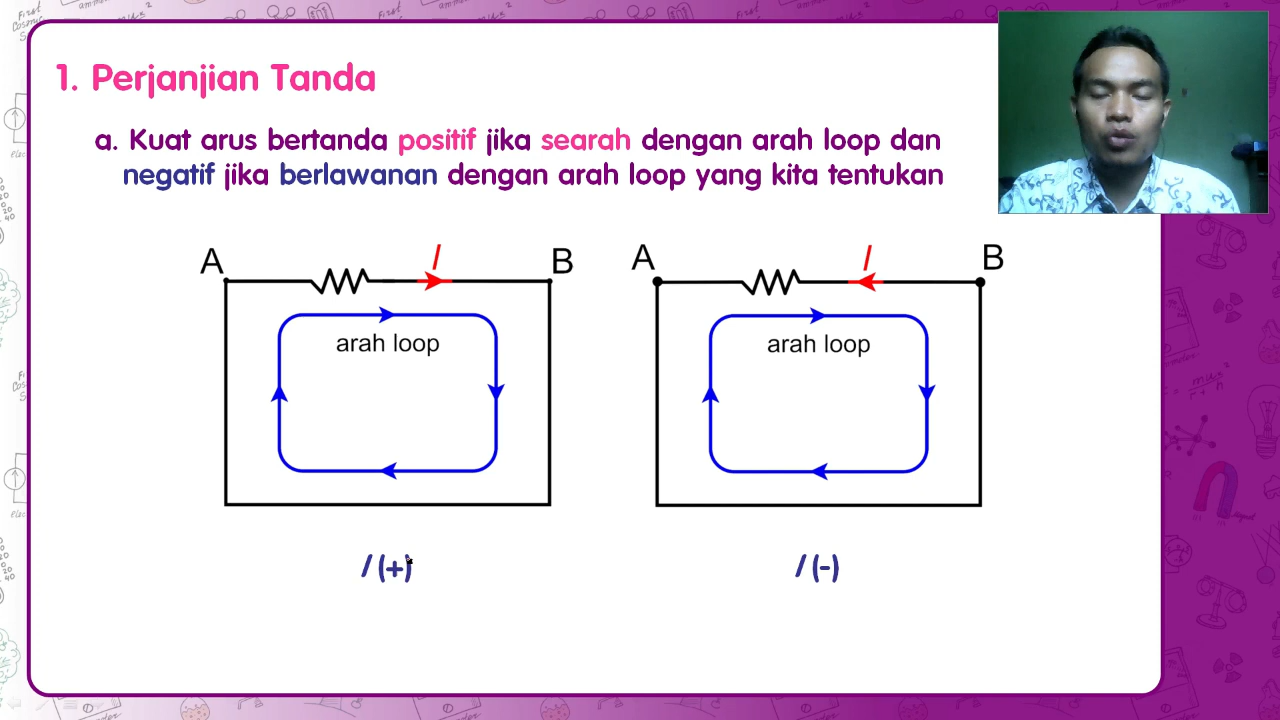 1. Perjanjian Tanda
a. Kuat arus bertanda positif jika searah dengan arah loop dan
negatif jika berlawanan dengan arah loop yang kita tentukan
A I B
arah loop
I (+)
A I B
arah loop
I (-)